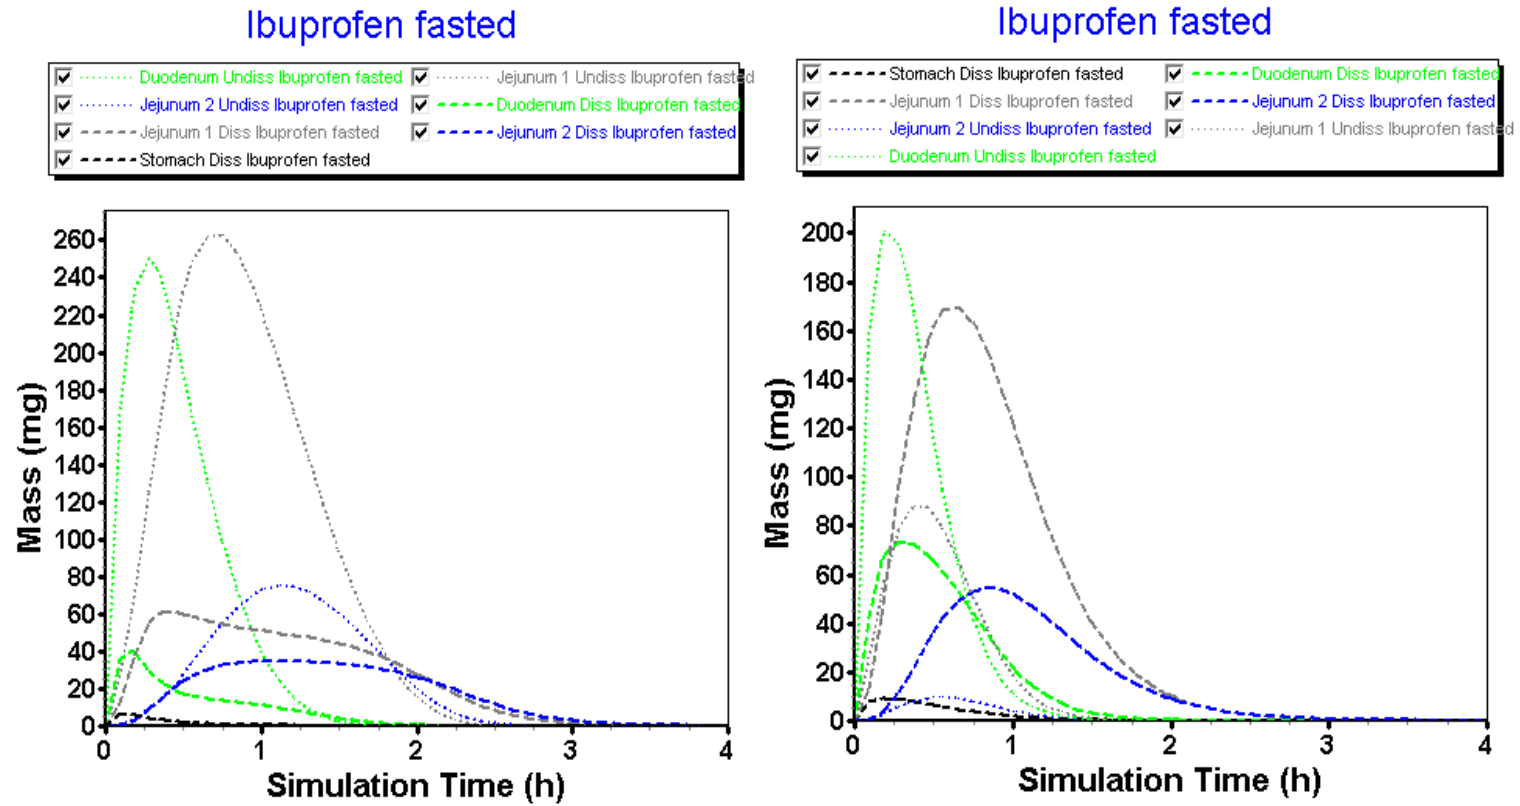 Ibuprofen fasted
Duodenum Undiss Ibuprofen fasted Jejunum 1 Undiss Ibuprofen fasted
Jejunum 2 Undiss Ibuprofen fasted Duodenum Diss Ibuprofen fasted
Jejunum 1 Diss Ibuprofen fasted Jejunum 2 Diss Ibuprofen fasted
Stomach Diss Ibuprofen fasted
260
240
220
200
180
160
140
120
100
80
60
40
20
0
Mass (mg)
0 1 2 3 4
Simulation Time (h)
Ibuprofen fasted
Stomach Diss Ibuprofen fasted Duodenum Diss Ibuprofen fasted
Jejunum 1 Diss Ibuprofen fasted Jejunum 2 Diss Ibuprofen fasted
Jejunum 2 Undiss Ibuprofen fasted Jejunum 1 Undiss Ibuprofen fasted
Duodenum Undiss Ibuprofen fasted
200
180
160
140
120
100
80
60
40
20
0
Mass (mg)
0 1 2 3 4
Simulation Time (h)